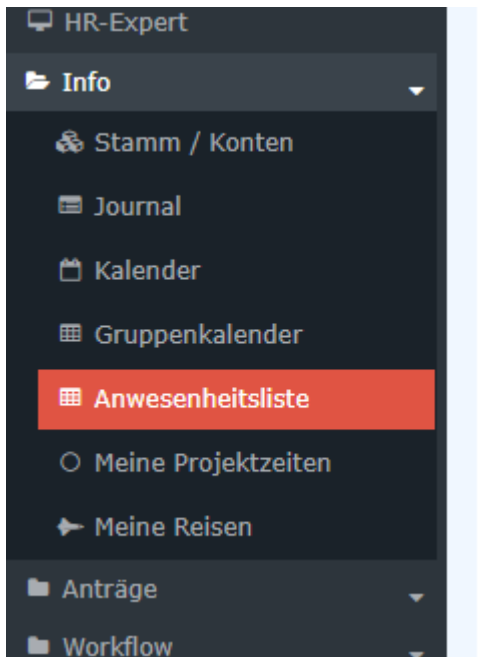 HR-Expert
Info
Stamm / Konten
Journal
Kalender
Gruppenkalender
Anwesenheitsliste
Meine Projektzeiten
Meine Reisen
Anträge
Workflow